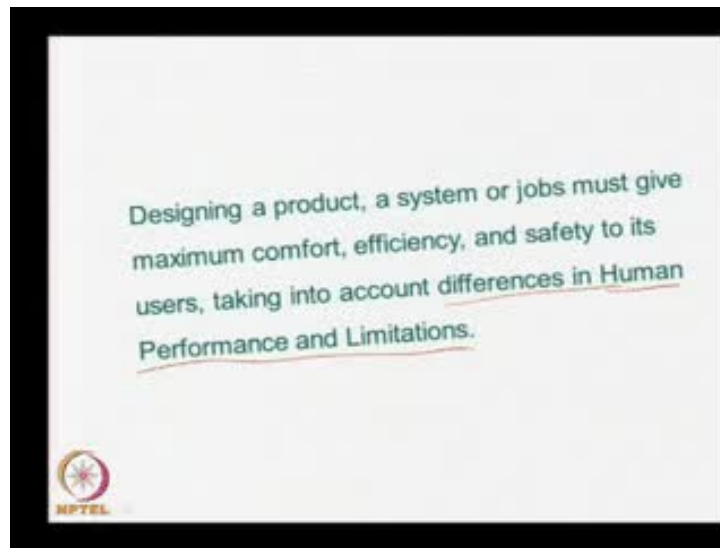 Designing a product, a system or jobs must give
maximum comfort, efficiency, and safety to its
users, taking into account differences in Human
Performance and Limitations.
NPTEL